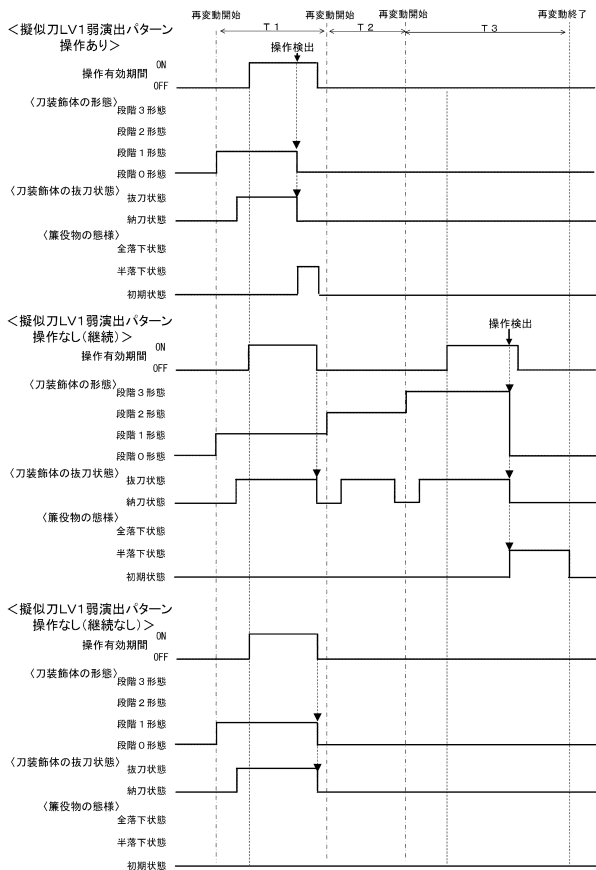 再変動開始 再変動開始 再変動開始 再変動終了
T1 T2 T3
＜擬似刀LV1弱演出パターン
操作あり＞
操作検出
操作有効期間 ON
OFF
〈刀装飾体の形態〉
段階3形態
段階2形態
段階1形態
段階0形態
〈刀装飾体の抜刀状態〉
抜刀状態
納刀状態
〈簾役物の態様〉
全落下状態
半落下状態
初期状態
＜擬似刀LV1弱演出パターン
操作なし(継続)＞
操作検出
操作有効期間 ON
OFF
〈刀装飾体の形態〉
段階3形態
段階2形態
段階1形態
段階0形態
〈刀装飾体の抜刀状態〉
抜刀状態
納刀状態
〈簾役物の態様〉
全落下状態
半落下状態
初期状態
＜擬似刀LV1弱演出パターン
操作なし(継続なし)＞
操作有効期間 ON
OFF
〈刀装飾体の形態〉
段階3形態
段階2形態
段階1形態
段階0形態
〈刀装飾体の抜刀状態〉
抜刀状態
納刀状態
〈簾役物の態様〉
全落下状態
半落下状態
初期状態